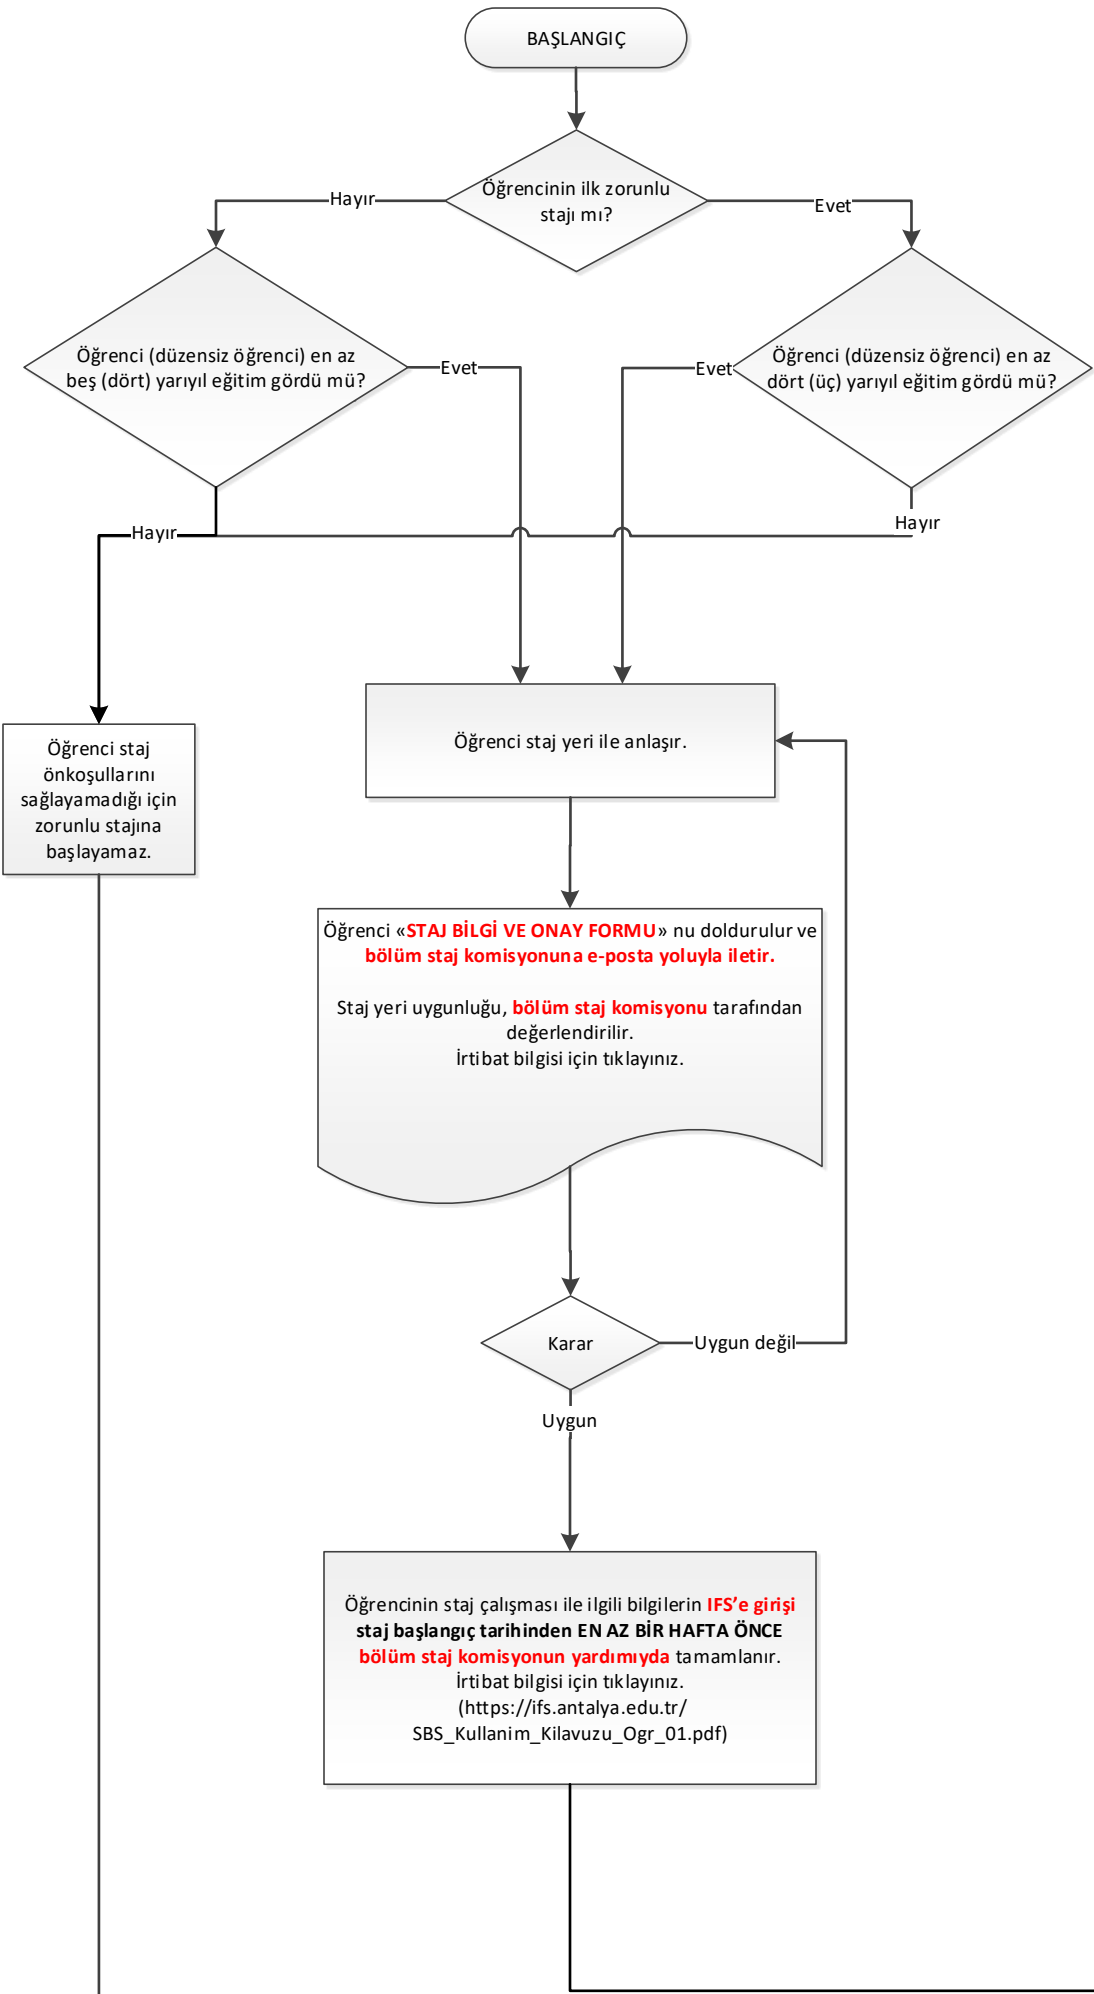 BAŞLANGIÇ
Öğrencinin ilk zorunlu
stajı mı?
Hayır
Evet
Öğrenci (düzensiz öğrenci) en az
beş (dört) yarıyıl eğitim gördü mü?
Evet
Evet
Öğrenci (düzensiz öğrenci) en az
dört (üç) yarıyıl eğitim gördü mü?
Hayır
Hayır
Öğrenci staj yeri ile anlaşır.
Öğrenci staj
önkoşullarını
sağlayamadığı için
zorunlu stajına
başlayamaz.
Öğrenci «STAJ BİLGİ VE ONAY FORMU» nu doldurulur ve
bölüm staj komisyonuna e-posta yoluyla iletir.
Staj yeri uygunluğu, bölüm staj komisyonu tarafından
değerlendirilir.
İrtibat bilgisi için tıklayınız.
Karar
Uygun değil
Uygun
Öğrencinin staj çalışması ile ilgili bilgilerin IFS’e girişi
staj başlangıç tarihinden EN AZ BİR HAFTA ÖNCE
bölüm staj komisyonun yardımıyda tamamlanır.
İrtibat bilgisi için tıklayınız.
(https://ifs.antalya.edu.tr/
SBS_Kullanim_Kilavuzu_Ogr_01.pdf)